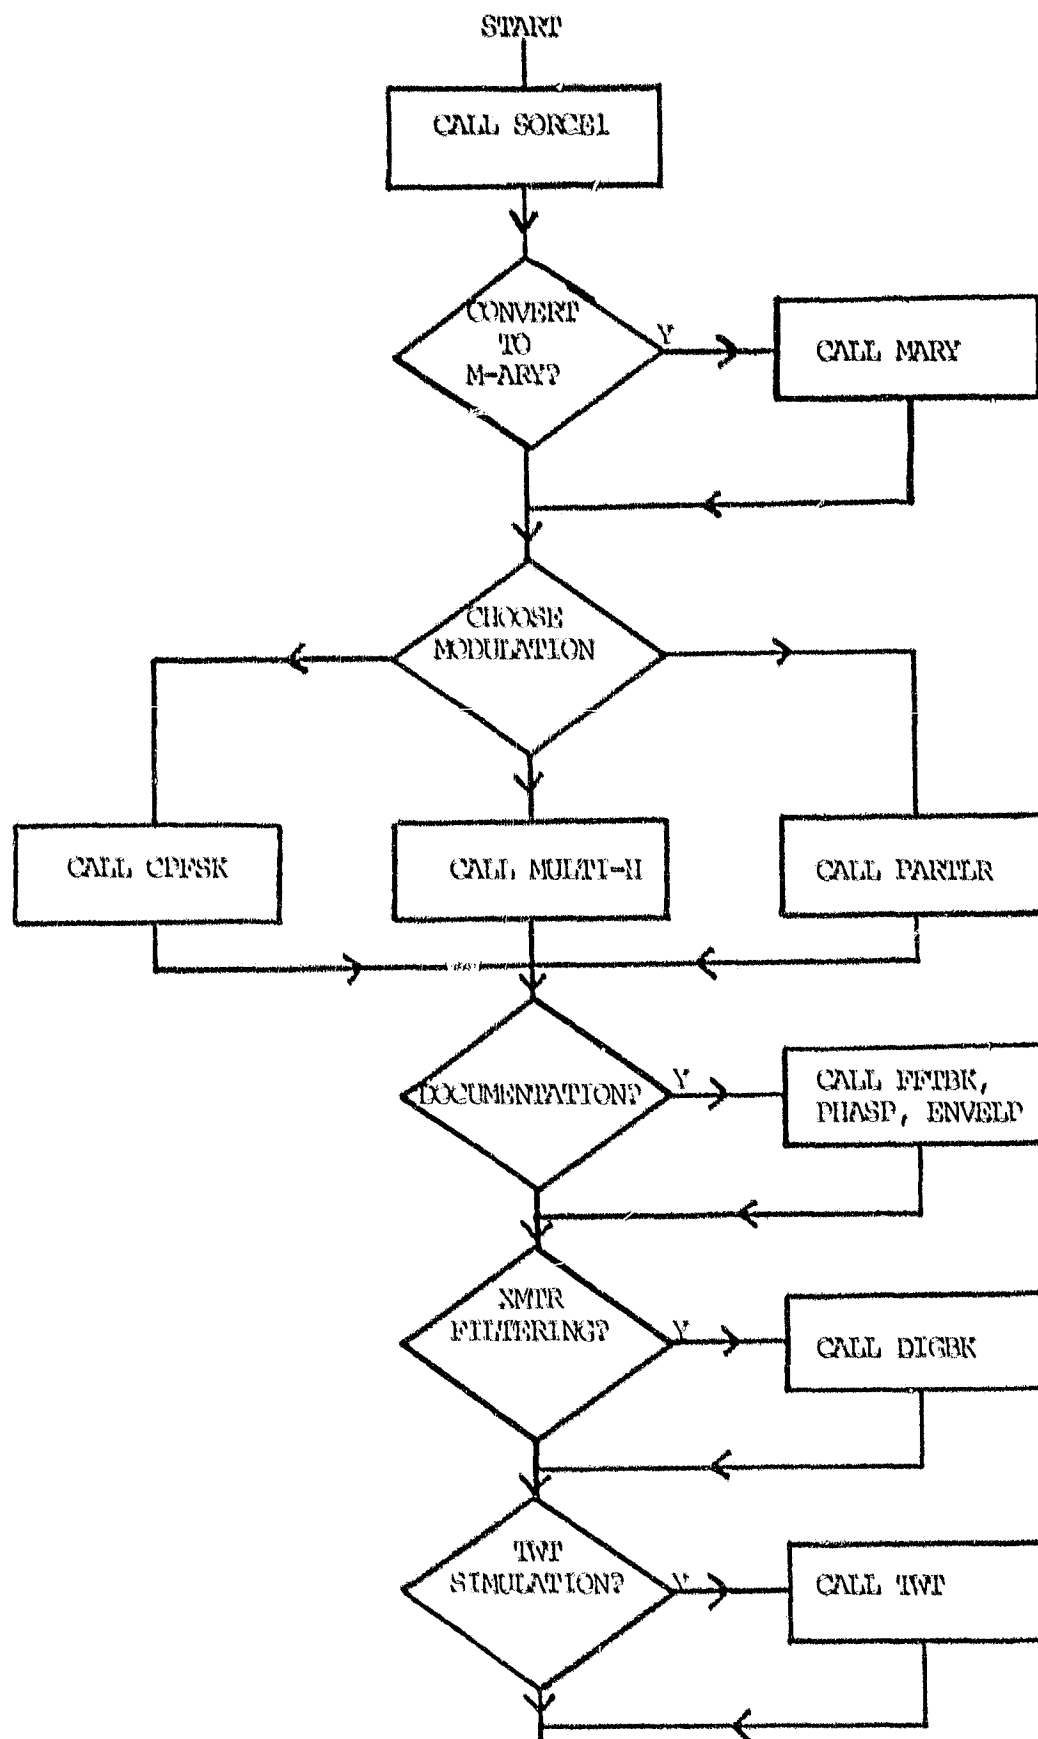 START
CALL SORCE1
CONVERT
TO
M-ARY?
Y
CALL MARY
CHOOSE
MODULATION
CALL CPFSK
CALL MULTI-H
CALL PARTLR
DOCUMENTATION?
Y
CALL FFTBK,
PHASP, ENVELP
XMTR
FILTERING?
Y
CALL DIGBK
TWT
SIMULATION?
Y
CALL TWT